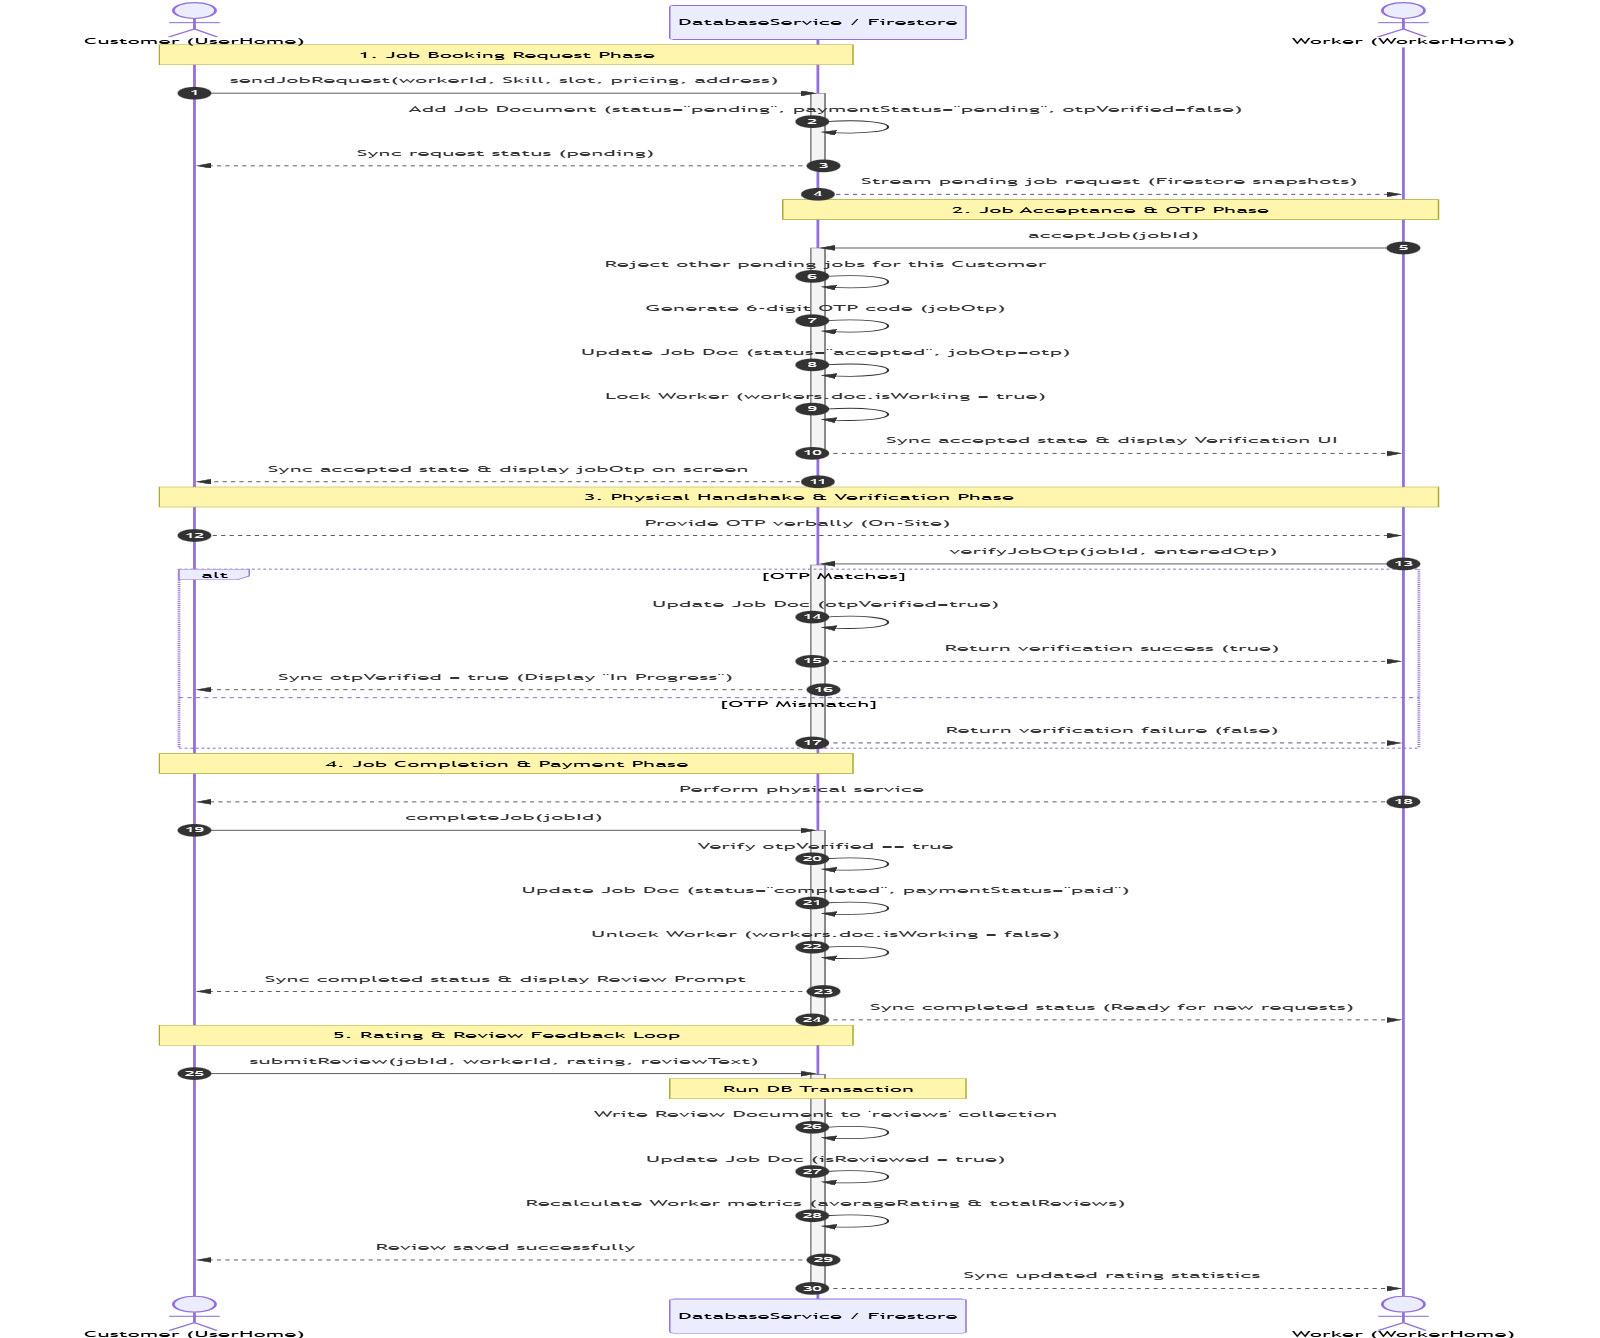 DatabaseService / Firestore
Customer (UserHome)
Worker (WorkerHome)
1. Job Booking Request Phase
sendJobRequest(workerId, Skill, slot, pricing, address)
1
Add Job Document (status="pending", paymentStatus="pending", otpVerified=false)
2
Sync request status (pending)
3
Stream pending job request (Firestore snapshots)
4
2. Job Acceptance & OTP Phase
acceptJob(jobId)
5
Reject other pending jobs for this Customer
6
Generate 6-digit OTP code (jobOtp)
7
Update Job Doc (status="accepted", jobOtp=otp)
8
Lock Worker (workers.doc.isWorking = true)
9
Sync accepted state & display Verification UI
10
Sync accepted state & display jobOtp on screen
11
3. Physical Handshake & Verification Phase
Provide OTP verbally (On-Site)
12
verifyJobOtp(jobId, enteredOtp)
13
alt
[OTP Matches]
Update Job Doc (otpVerified=true)
14
Return verification success (true)
15
Sync otpVerified = true (Display "In Progress")
16
[OTP Mismatch]
Return verification failure (false)
17
4. Job Completion & Payment Phase
Perform physical service
18
completeJob(jobId)
19
Verify otpVerified == true
20
Update Job Doc (status="completed", paymentStatus="paid")
21
Unlock Worker (workers.doc.isWorking = false)
22
Sync completed status & display Review Prompt
23
Sync completed status (Ready for new requests)
24
5. Rating & Review Feedback Loop
submitReview(jobId, workerId, rating, reviewText)
25
Run DB Transaction
Write Review Document to 'reviews' collection
26
Update Job Doc (isReviewed = true)
27
Recalculate Worker metrics (averageRating & totalReviews)
28
Review saved successfully
29
Sync updated rating statistics
30
DatabaseService / Firestore
Customer (UserHome)
Worker (WorkerHome)